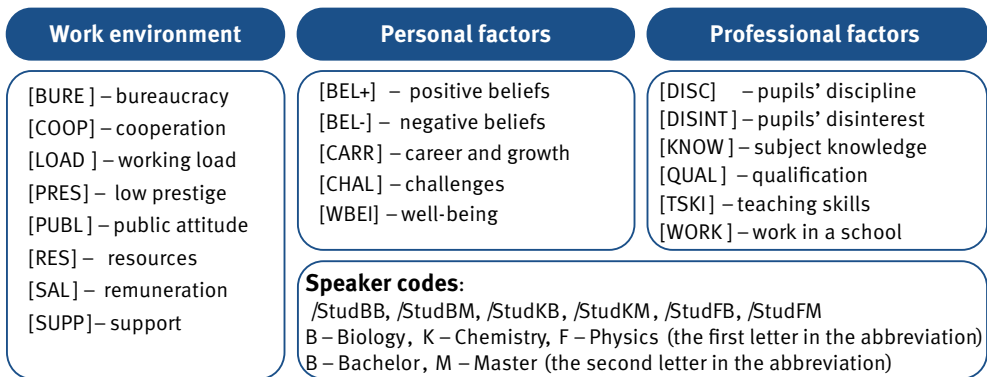 Work environment
[BURE ] – bureaucracy
[COOP] – cooperation
[LOAD ] – working load
[PRES] – low prestige
[PUBL ] – public attitude
[RES] – resources
[SAL] – remuneration
[SUPP]– support
Personal factors
[BEL+] – positive beliefs
[BEL-] – negative beliefs
[CARR] – career and growth
[CHAL] – challenges
[WBEI] – well-being
Professional factors
[DISC] – pupils’ discipline
[DISINT] – pupils’ disinterest
[KNOW ] – subject knowledge
[QUAL ] – qualification
[TSKI] – teaching skills
[WORK ] – work in a school
Speaker codes:
/StudBB, /StudBM, /StudKB, /StudKM, /StudFB, /StudFM
B – Biology, K – Chemistry, F – Physics (the first letter in the abbreviation)
B – Bachelor, M – Master (the second letter in the abbreviation)